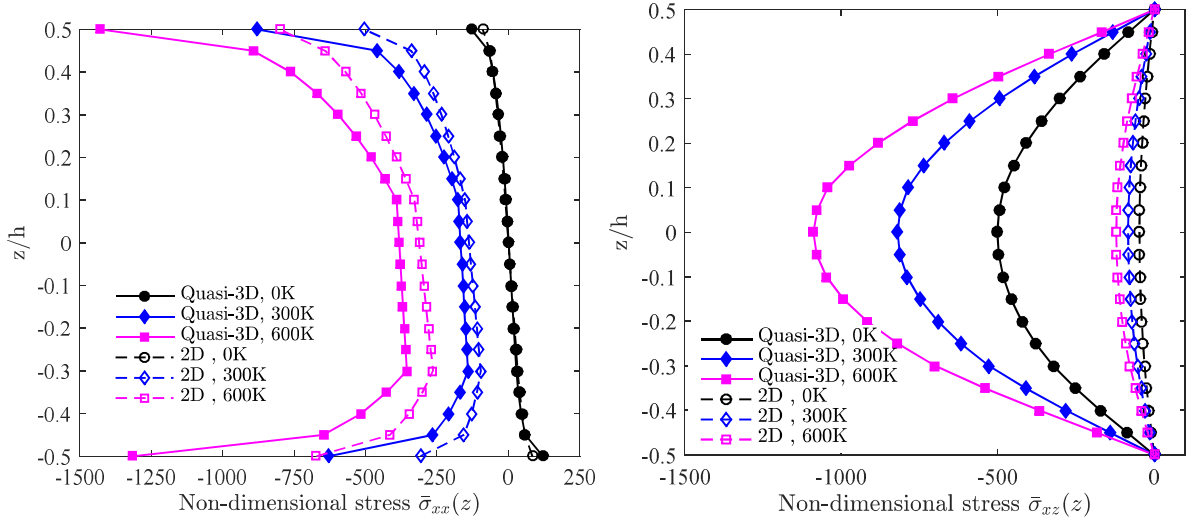 0.5
0.4
0.3
0.2
0.1
0
-0.1
-0.2
-0.3
-0.4
-0.5
z/h
Quasi-3D, 0K
Quasi-3D, 300K
Quasi-3D, 600K
2D , 0K
2D , 300K
2D , 600K
-1500 -1250 -1000 -750 -500 -250 0 250
Non-dimensional stress σ̄xx(z)
0.5
0.4
0.3
0.2
0.1
0
-0.1
-0.2
-0.3
-0.4
-0.5
z/h
Quasi-3D, 0K
Quasi-3D, 300K
Quasi-3D, 600K
2D , 0K
2D , 300K
2D , 600K
-1500 -1000 -500 0
Non-dimensional stress σ̄xz(z)